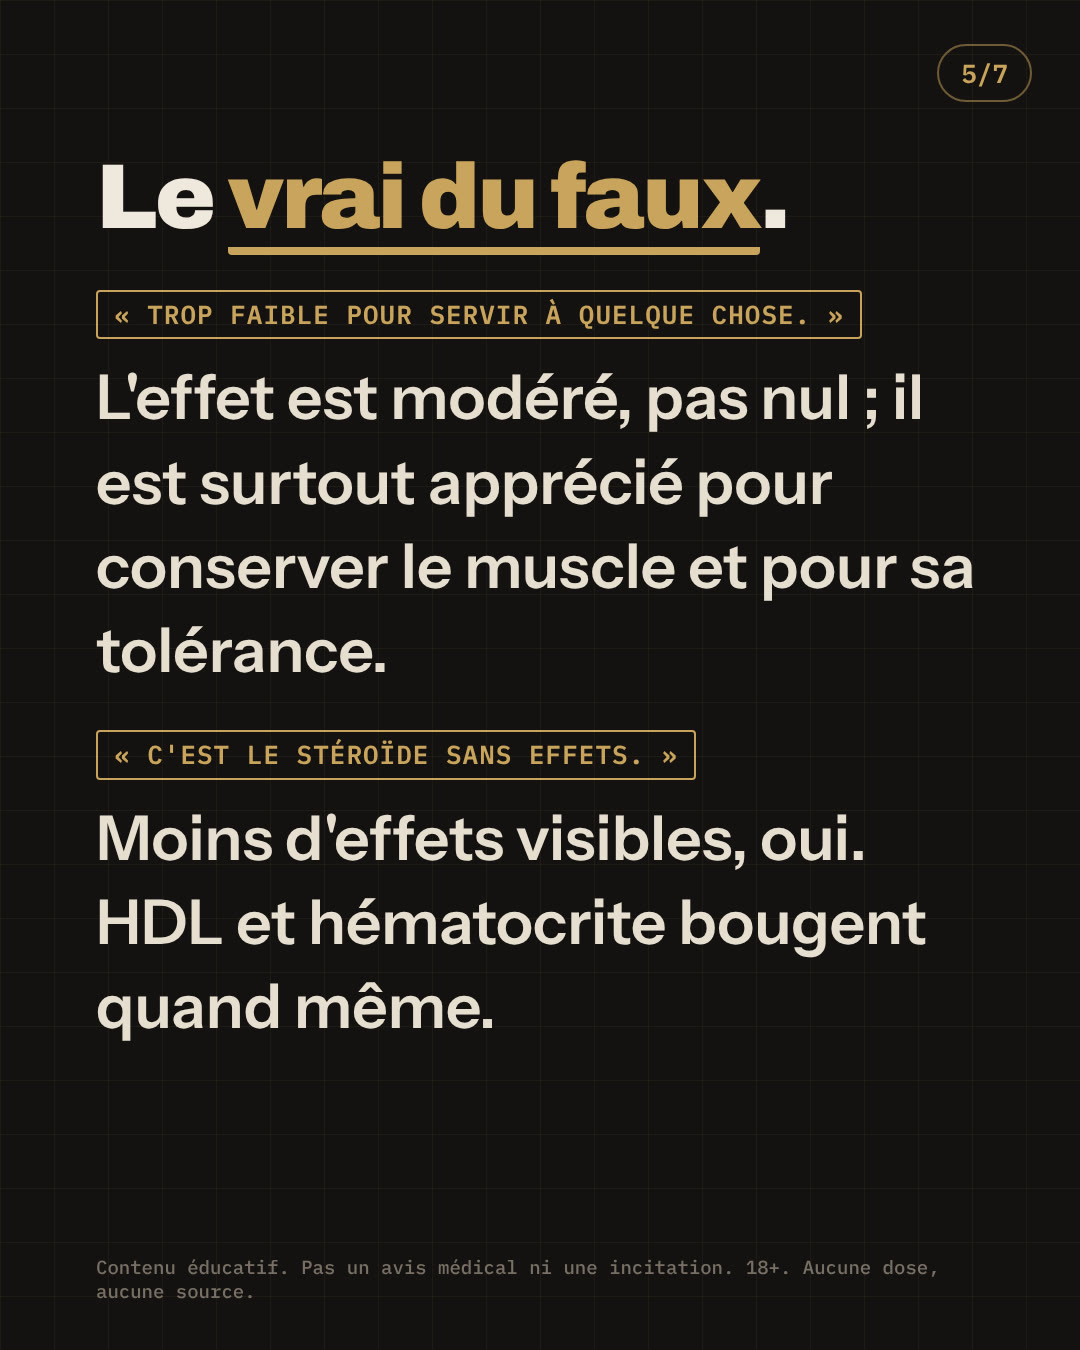 5/7
Le vrai du faux.
« TROP FAIBLE POUR SERVIR À QUELQUE CHOSE. »
L'effet est modéré, pas nul ; il
est surtout apprécié pour
conserver le muscle et pour sa
tolérance.
« C'EST LE STÉROÏDE SANS EFFETS. »
Moins d'effets visibles, oui.
HDL et hématocrite bougent
quand même.
Contenu éducatif. Pas un avis médical ni une incitation. 18+. Aucune dose,
aucune source.